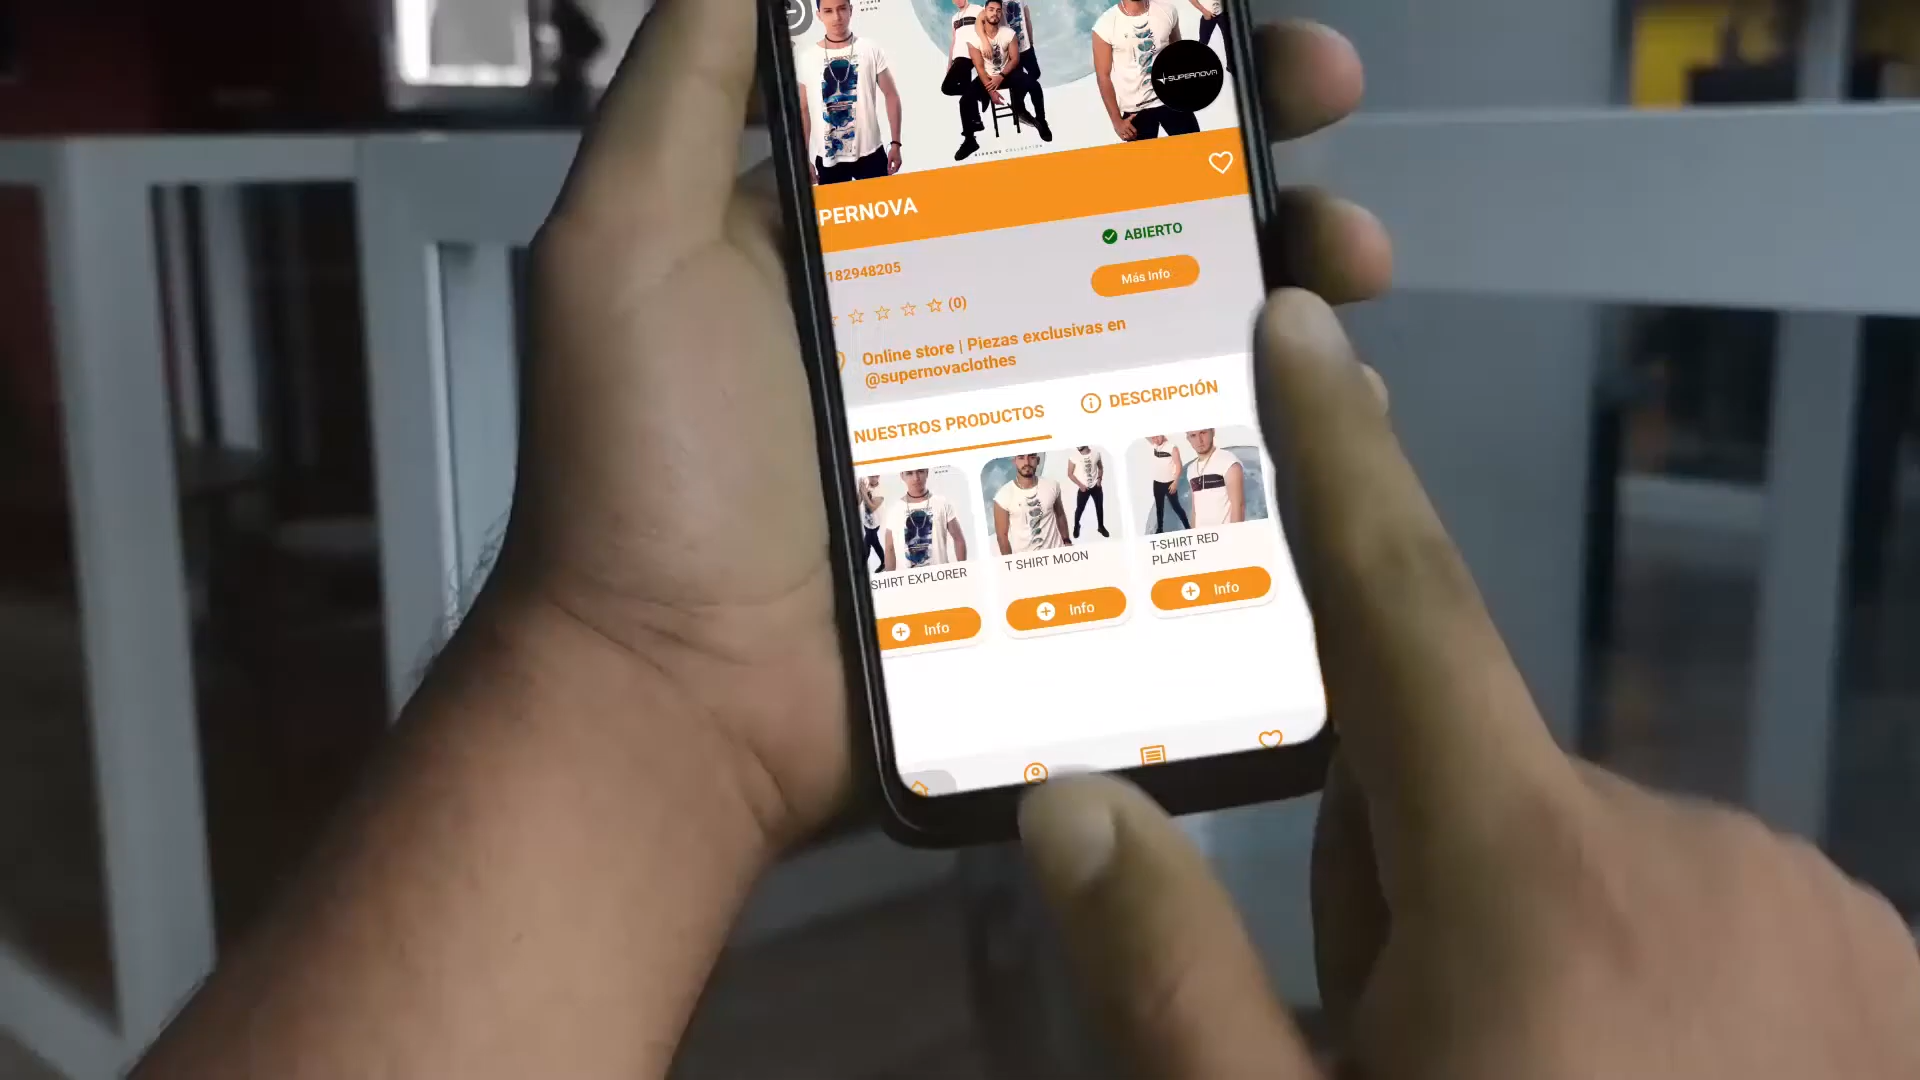 SUPERNOVA
PERNOVA
ABIERTO
182948205
Más Info
(0)
Online store | Piezas exclusivas en
@supernovaclothes
NUESTROS PRODUCTOS
DESCRIPCIÓN
SHIRT EXPLORER
T SHIRT MOON
T-SHIRT RED
PLANET
Info
Info
Info